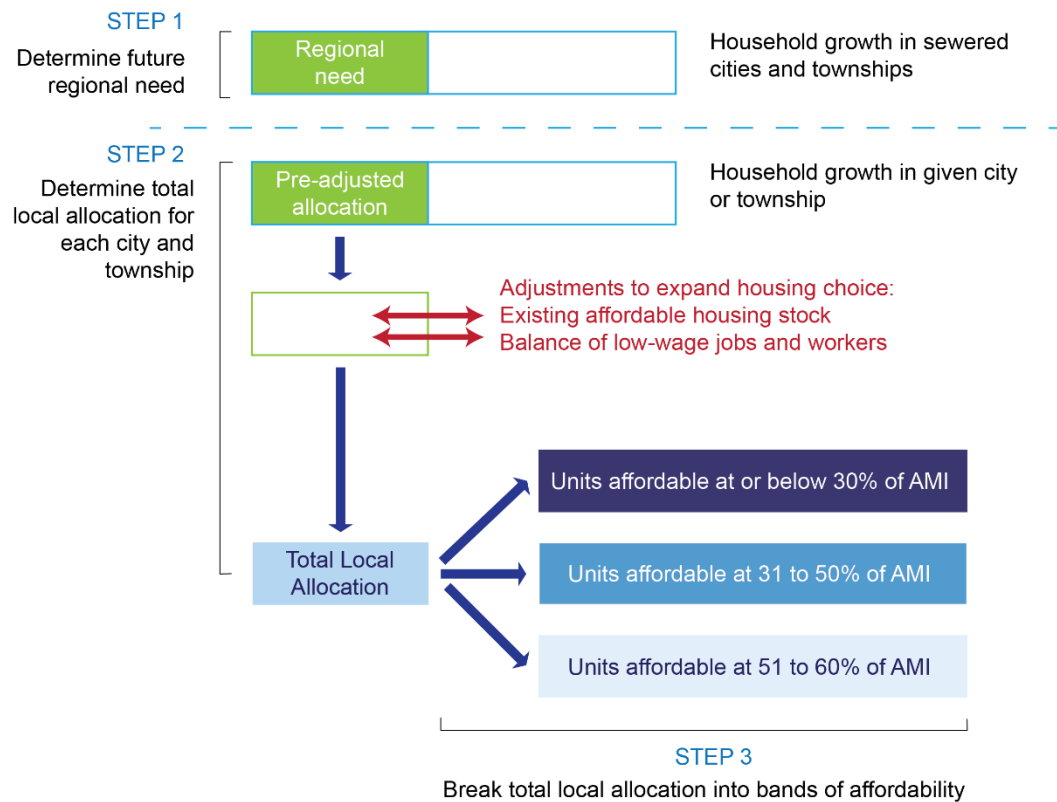 STEP 1
Determine future
regional need
Regional
need
Household growth in sewered
cities and townships
STEP 2
Determine total
local allocation for
each city and
township
Pre-adjusted
allocation
Household growth in given city
or township
Adjustments to expand housing choice:
Existing affordable housing stock
Balance of low-wage jobs and workers
Total Local
Allocation
Units affordable at or below 30% of AMI
Units affordable at 31 to 50% of AMI
Units affordable at 51 to 60% of AMI
STEP 3
Break total local allocation into bands of affordability